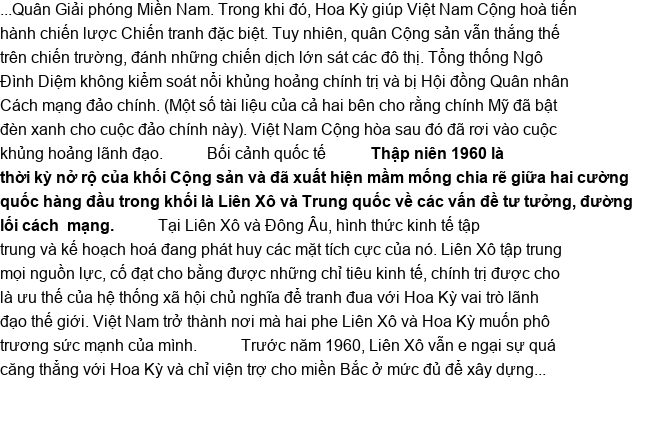 ...Quân Giải phóng Miền Nam. Trong khi đó, Hoa Kỳ giúp Việt Nam Cộng hoà tiến
hành chiến lược Chiến tranh đặc biệt. Tuy nhiên, quân Cộng sản vẫn thắng thế
trên chiến trường, đánh những chiến dịch lớn sát các đô thị. Tổng thống Ngô
Đình Diệm không kiểm soát nổi khủng hoảng chính trị và bị Hội đồng Quân nhân
Cách mạng đảo chính. (Một số tài liệu của cả hai bên cho rằng chính Mỹ đã bật
đèn xanh cho cuộc đảo chính này). Việt Nam Cộng hòa sau đó đã rơi vào cuộc
khủng hoảng lãnh đạo. Bối cảnh quốc tế Thập niên 1960 là
thời kỳ nở rộ của khối Cộng sản và đã xuất hiện mầm mống chia rẽ giữa hai cường
quốc hàng đầu trong khối là Liên Xô và Trung quốc về các vấn đề tư tưởng, đường
lối cách mạng. Tại Liên Xô và Đông Âu, hình thức kinh tế tập
trung và kế hoạch hoá đang phát huy các mặt tích cực của nó. Liên Xô tập trung
mọi nguồn lực, cố đạt cho bằng được những chỉ tiêu kinh tế, chính trị được cho
là ưu thế của hệ thống xã hội chủ nghĩa để tranh đua với Hoa Kỳ vai trò lãnh
đạo thế giới. Việt Nam trở thành nơi mà hai phe Liên Xô và Hoa Kỳ muốn phô
trương sức mạnh của mình. Trước năm 1960, Liên Xô vẫn e ngại sự quá
căng thẳng với Hoa Kỳ và chỉ viện trợ cho miền Bắc ở mức đủ để xây dựng...